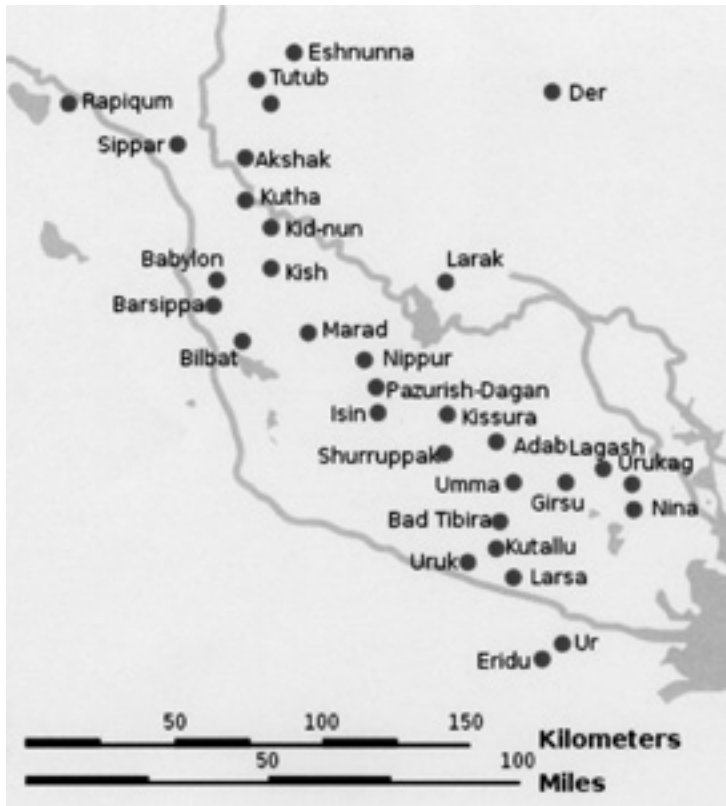 Eshnunna
Tutub
Der
Rapiqum
Sippar
Akshak
Kutha
Kid-nun
Babylon
Kish
Larak
Barsippa
Marad
Bilbat
Nippur
Pazurish-Dagan
Isin
Kissura
Adab
Lagash
Shurruppak
Urukag
Umma
Girsu
Nina
Bad Tibira
Kutallu
Uruk
Larsa
Ur
Eridu
50 100 150
Kilometers
50 100
Miles